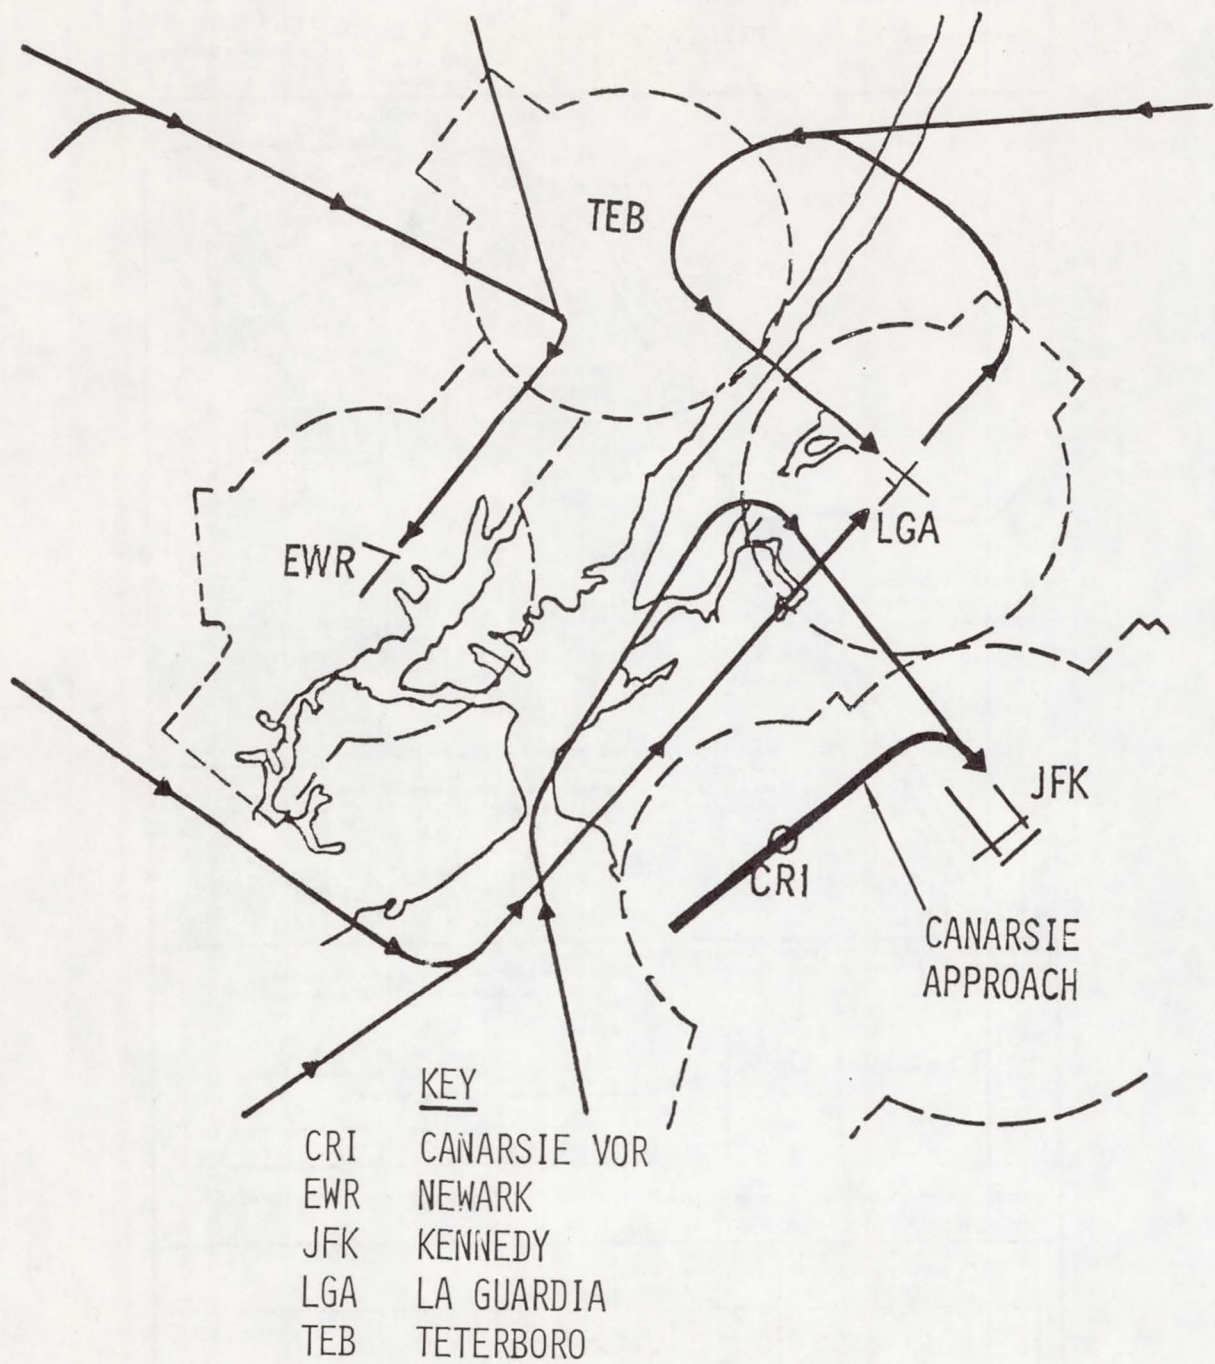 TEB
LGA
EWR
JFK
CRI
CANARSIE
APPROACH
KEY
CRI CANARSIE VOR
EWR NEWARK
JFK KENNEDY
LGA LA GUARDIA
TEB TETERBORO